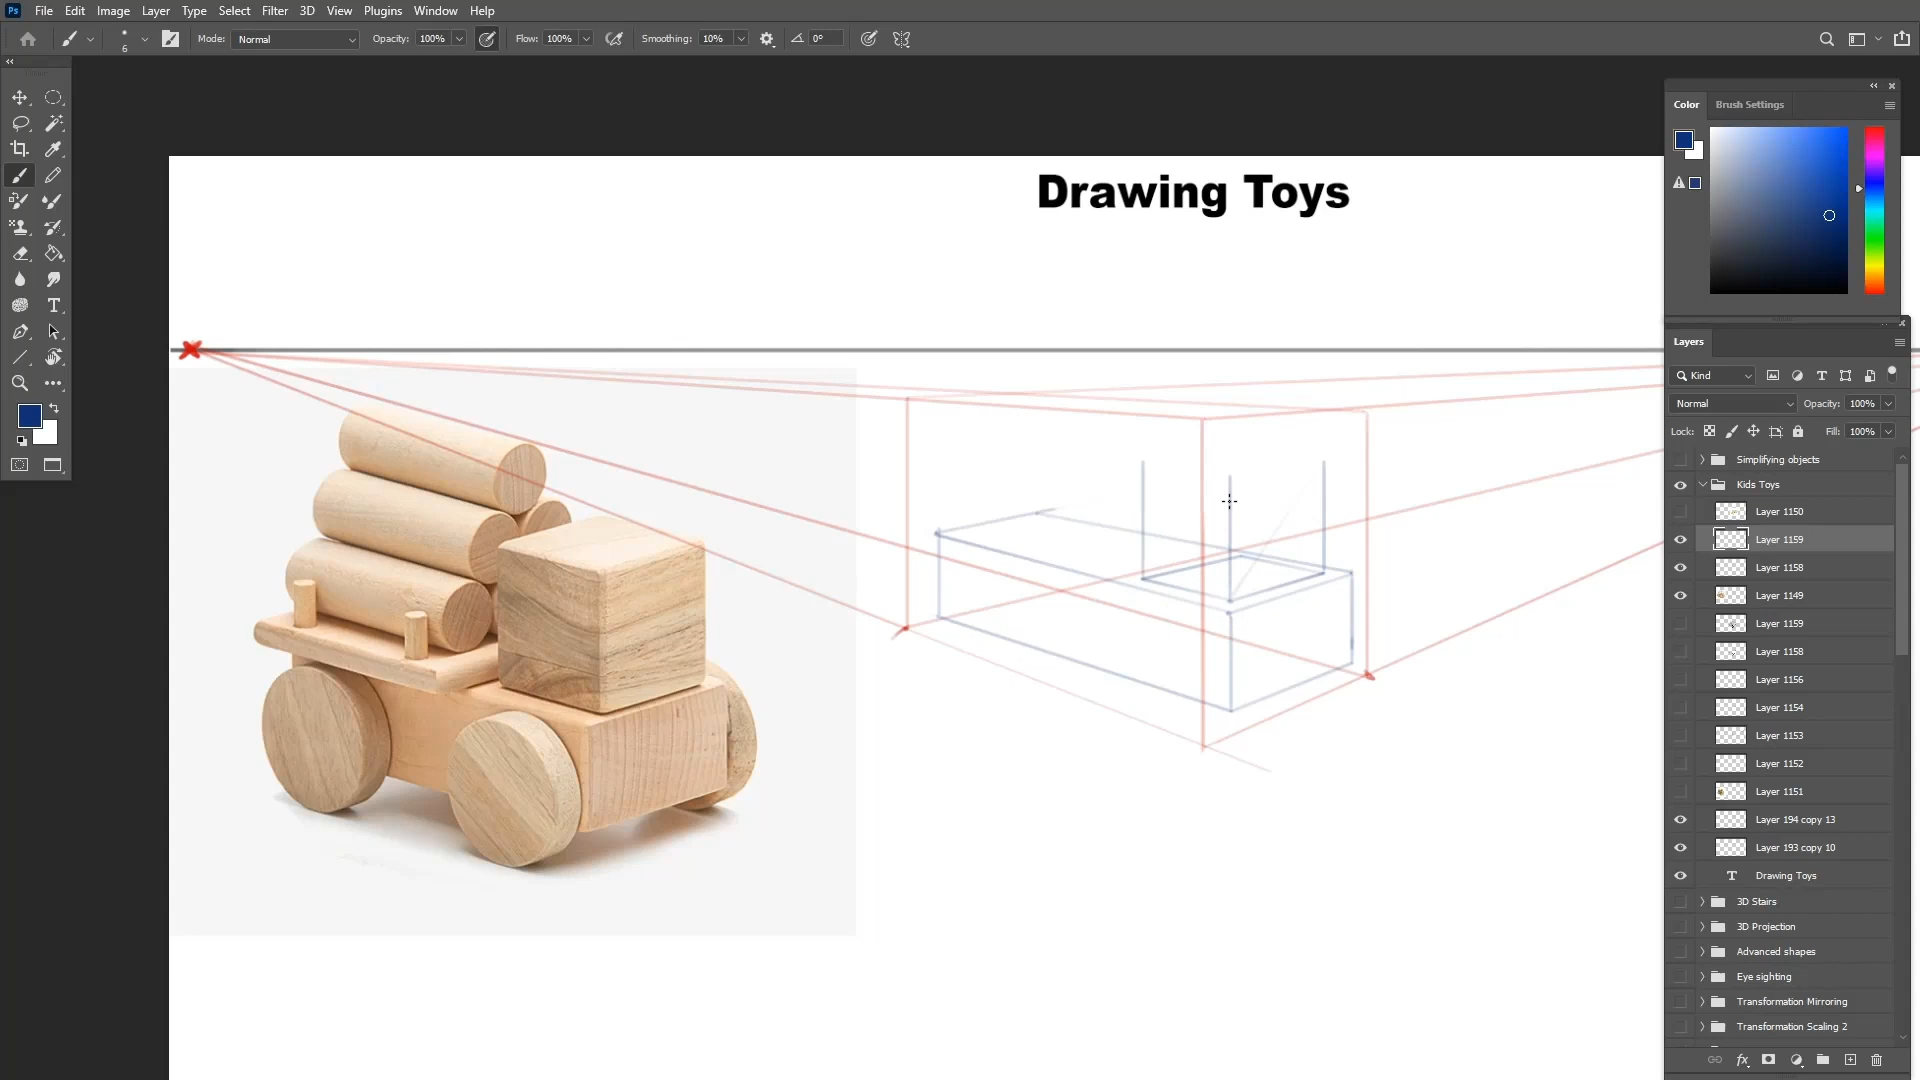 Ps File Edit Image Layer Type Select Filter 3D View Plugins Window Help
6 Mode: Normal Opacity: 100% Flow: 100% Smoothing: 10% 0°
Color Brush Settings
Drawing Toys
Layers
Kind
Normal Opacity: 100%
Lock: Fill: 100%
Simplifying objects
Kids Toys
Layer 1150
Layer 1159
Layer 1158
Layer 1149
Layer 1159
Layer 1158
Layer 1156
Layer 1154
Layer 1153
Layer 1152
Layer 1151
Layer 194 copy 13
Layer 193 copy 10
T Drawing Toys
3D Stairs
3D Projection
Advanced shapes
Eye sighting
Transformation Mirroring
Transformation Scaling 2
fx